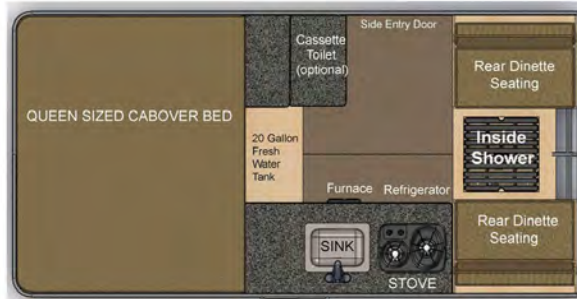 Side Entry Door
Cassette
Toilet
(optional)
Rear Dinette
Seating
QUEEN SIZED CABOVER BED
20 Gallon
Fresh
Water
Tank
Inside
Shower
Furnace
Refrigerator
Rear Dinette
Seating
SINK
STOVE